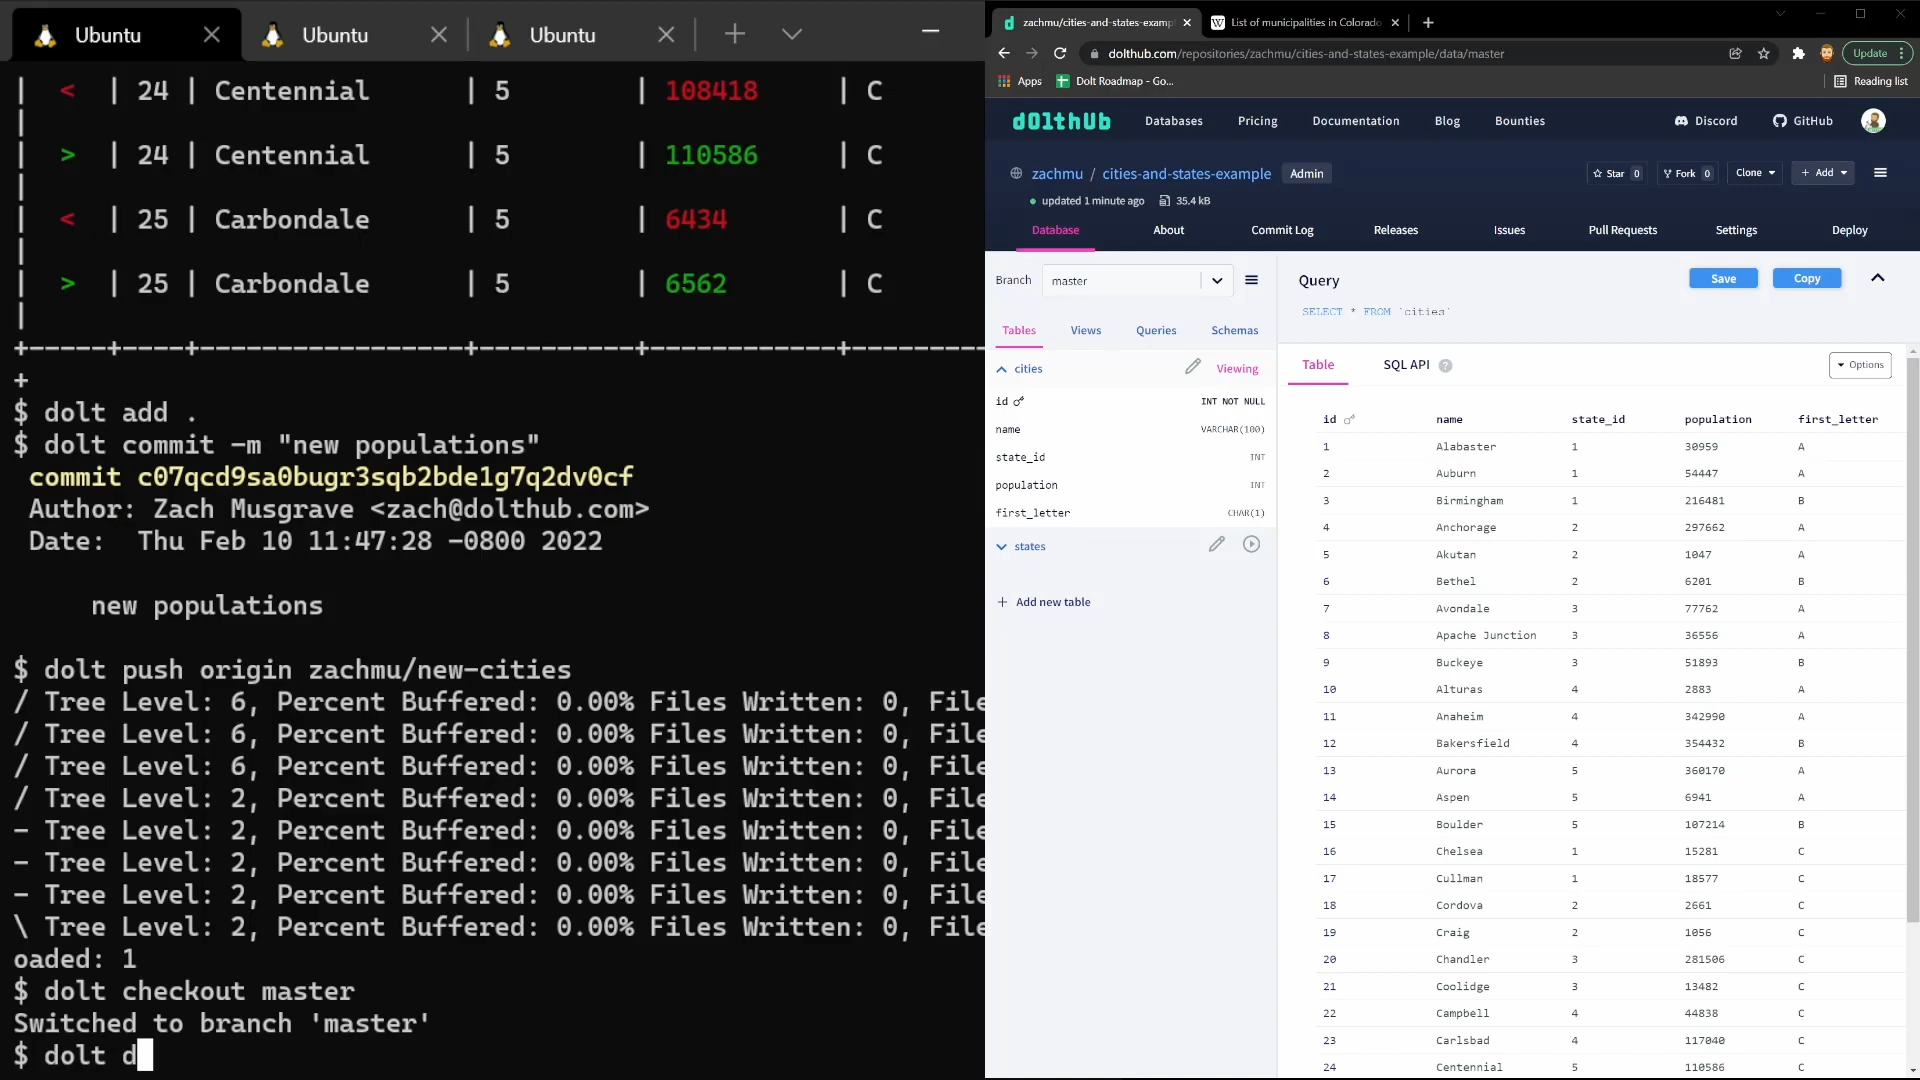 Ubuntu
Ubuntu
Ubuntu
| < | 24 | Centennial | 5 | 108418 | C
|
| > | 24 | Centennial | 5 | 110586 | C
|
| < | 25 | Carbondale | 5 | 6434 | C
|
| > | 25 | Carbondale | 5 | 6562 | C
|
+-----+----+-----------------+----------+------------+---------
+
$ dolt add .
$ dolt commit -m "new populations"
commit c07qcd9sa0bugr3sqb2bde1g7q2dv0cf
Author: Zach Musgrave <zach@dolthub.com>
Date: Thu Feb 10 11:47:28 -0800 2022
new populations
$ dolt push origin zachmu/new-cities
/ Tree Level: 6, Percent Buffered: 0.00% Files Written: 0, File
/ Tree Level: 6, Percent Buffered: 0.00% Files Written: 0, File
/ Tree Level: 6, Percent Buffered: 0.00% Files Written: 0, File
/ Tree Level: 2, Percent Buffered: 0.00% Files Written: 0, File
- Tree Level: 2, Percent Buffered: 0.00% Files Written: 0, File
- Tree Level: 2, Percent Buffered: 0.00% Files Written: 0, File
- Tree Level: 2, Percent Buffered: 0.00% Files Written: 0, File
\ Tree Level: 2, Percent Buffered: 0.00% Files Written: 0, File
oaded: 1
$ dolt checkout master
Switched to branch 'master'
$ dolt d
zachmu/cities-and-states-examp
List of municipalities in Colorado
dolthub.com/repositories/zachmu/cities-and-states-example/data/master
Update
Apps
Dolt Roadmap - Go...
Reading list
dolthub
Databases
Pricing
Documentation
Blog
Bounties
Discord
GitHub
zachmu / cities-and-states-example
Admin
Star 0
Fork 0
Clone
+ Add
updated 1 minute ago
35.4 kB
Database
About
Commit Log
Releases
Issues
Pull Requests
Settings
Deploy
Branch
master
Tables
Views
Queries
Schemas
cities
Viewing
id INT NOT NULL
name VARCHAR(100)
state_id INT
population INT
first_letter CHAR(1)
states
+ Add new table
Query
Save
Copy
SELECT * FROM `cities`
Table
SQL API ?
Options
id name state_id population first_letter
1 Alabaster 1 30959 A
2 Auburn 1 54447 A
3 Birmingham 1 216481 B
4 Anchorage 2 297662 A
5 Akutan 2 1047 A
6 Bethel 2 6201 B
7 Avondale 3 77762 A
8 Apache Junction 3 36556 A
9 Buckeye 3 51893 B
10 Alturas 4 2883 A
11 Anaheim 4 342990 A
12 Bakersfield 4 354432 B
13 Aurora 5 360170 A
14 Aspen 5 6941 A
15 Boulder 5 107214 B
16 Chelsea 1 15281 C
17 Cullman 1 18577 C
18 Cordova 2 2661 C
19 Craig 2 1056 C
20 Chandler 3 281506 C
21 Coolidge 3 13482 C
22 Campbell 4 44838 C
23 Carlsbad 4 117040 C
24 Centennial 5 110586 C